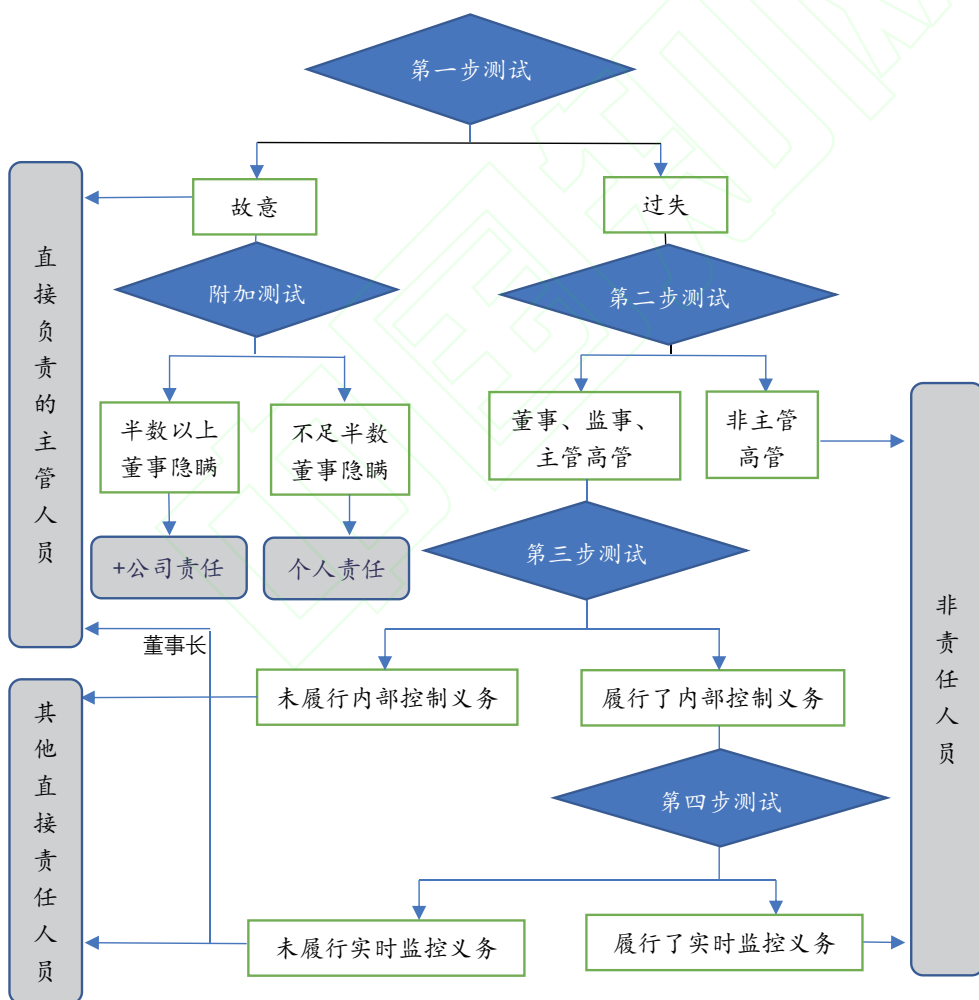 第一步测试
故意
过失
直接负责的主管人员
附加测试
第二步测试
半数以上
董事隐瞒
不足半数
董事隐瞒
董事、监事、
主管高管
非主管
高管
+公司责任
个人责任
第三步测试
非责任人员
董事长
未履行内部控制义务
履行了内部控制义务
其他直接责任人员
第四步测试
未履行实时监控义务
履行了实时监控义务